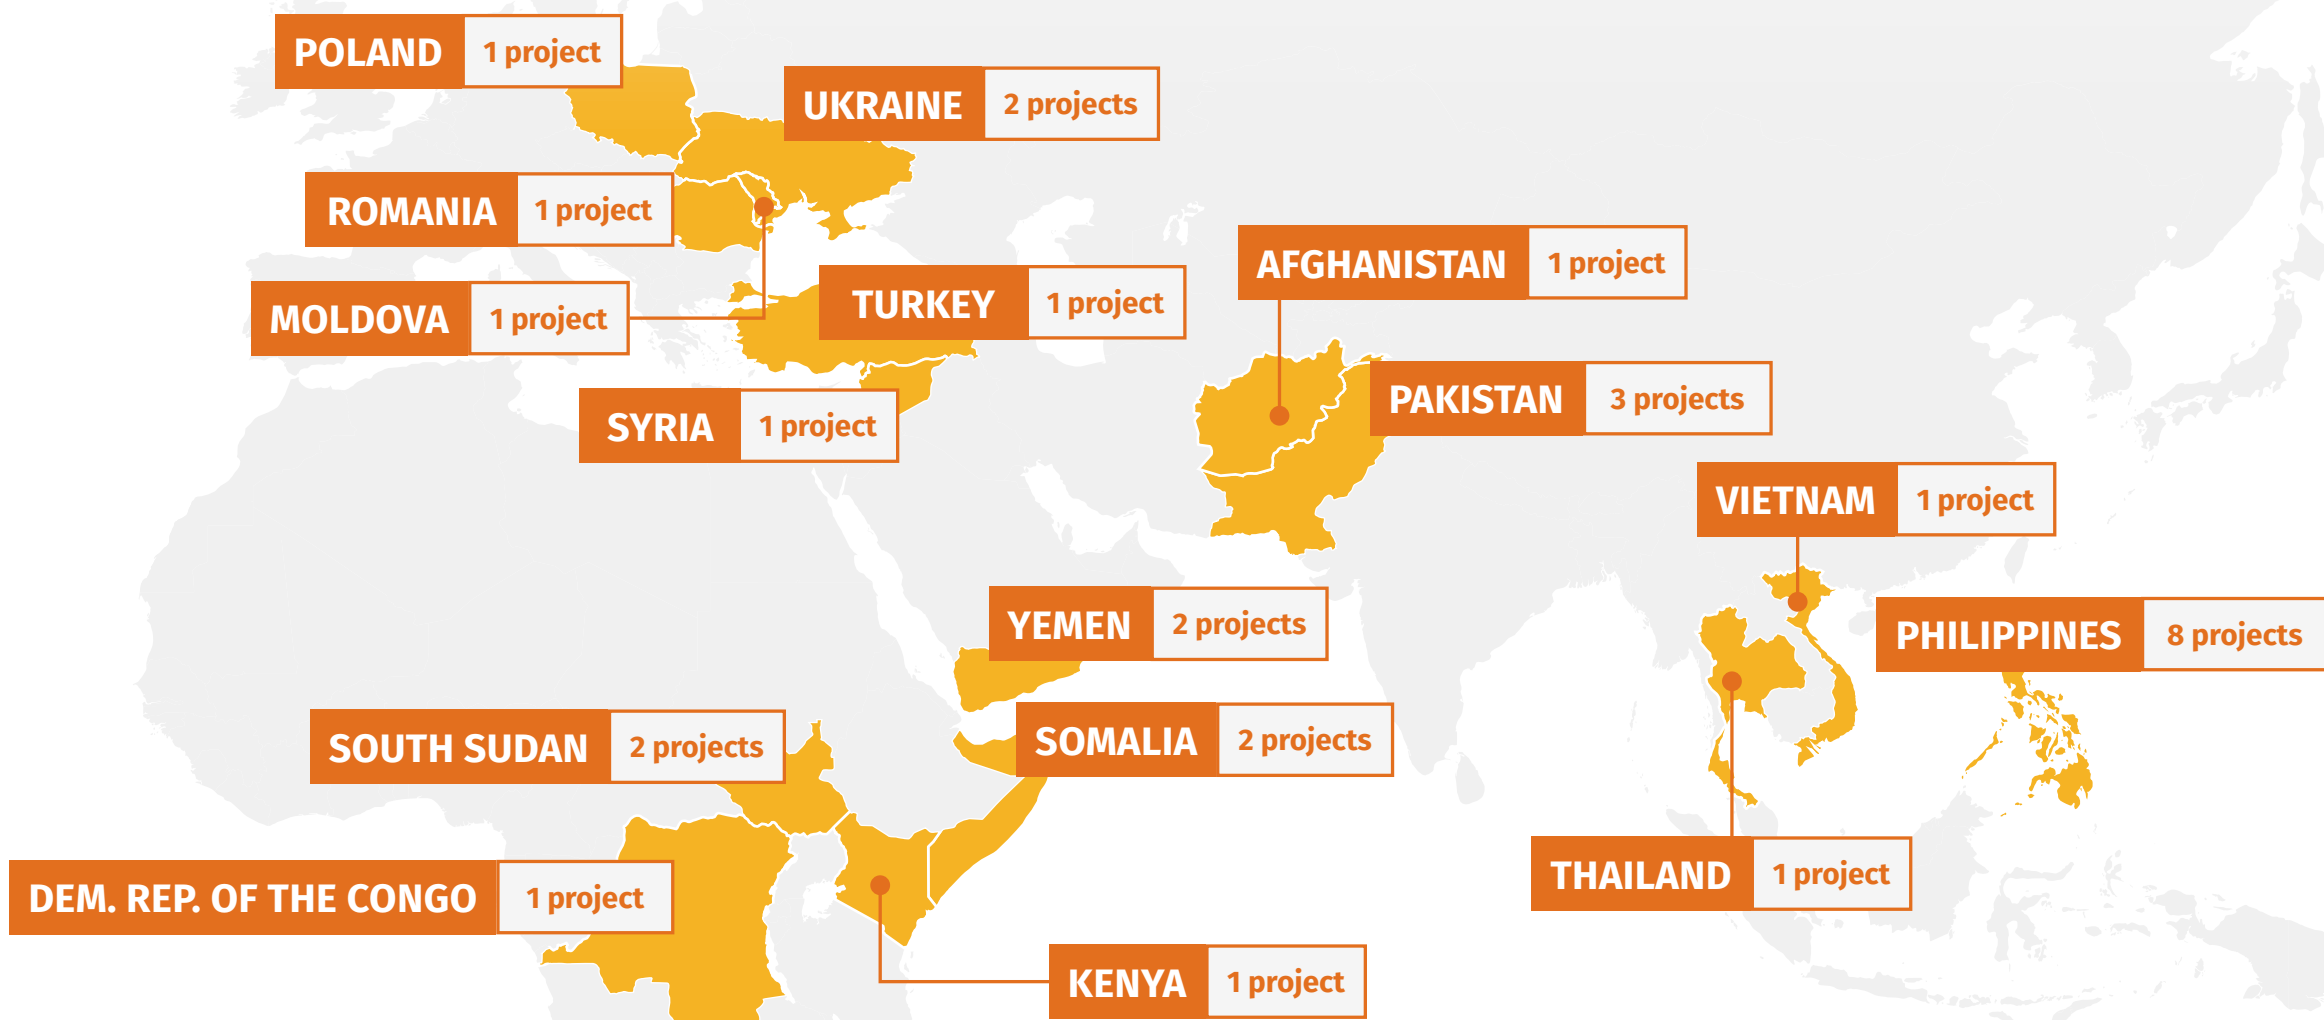 POLAND 1 project
UKRAINE 2 projects
ROMANIA 1 project
AFGHANISTAN 1 project
TURKEY 1 project
MOLDOVA 1 project
PAKISTAN 3 projects
SYRIA 1 project
VIETNAM 1 project
YEMEN 2 projects
PHILIPPINES 8 projects
SOMALIA 2 projects
SOUTH SUDAN 2 projects
THAILAND 1 project
DEM. REP. OF THE CONGO 1 project
KENYA 1 project